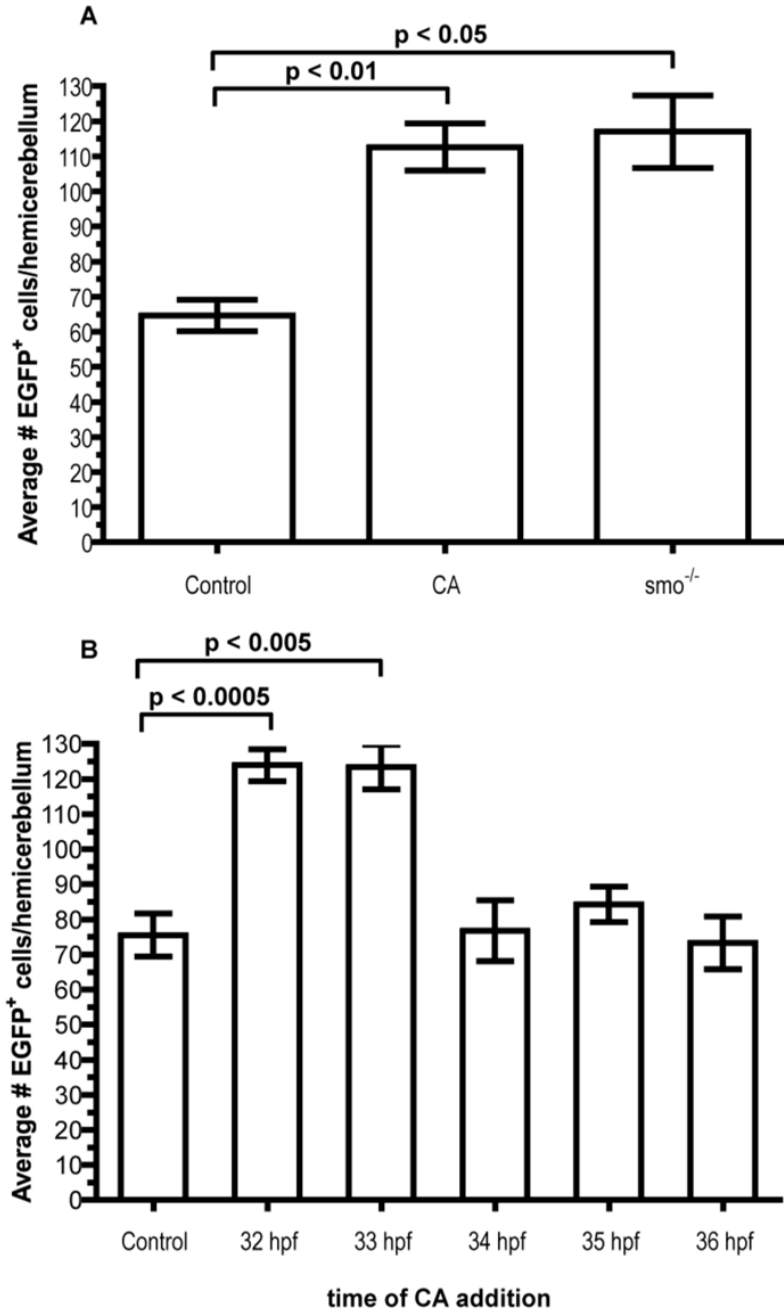 A
p < 0.05
p < 0.01
Average # EGFP⁺ cells/hemicerebellum
130
120
110
100
90
80
70
60
50
40
30
20
10
0
Control CA smo⁻/⁻
B
p < 0.005
p < 0.0005
Average # EGFP⁺ cells/hemicerebellum
130
120
110
100
90
80
70
60
50
40
30
20
10
0
Control 32 hpf 33 hpf 34 hpf 35 hpf 36 hpf
time of CA addition